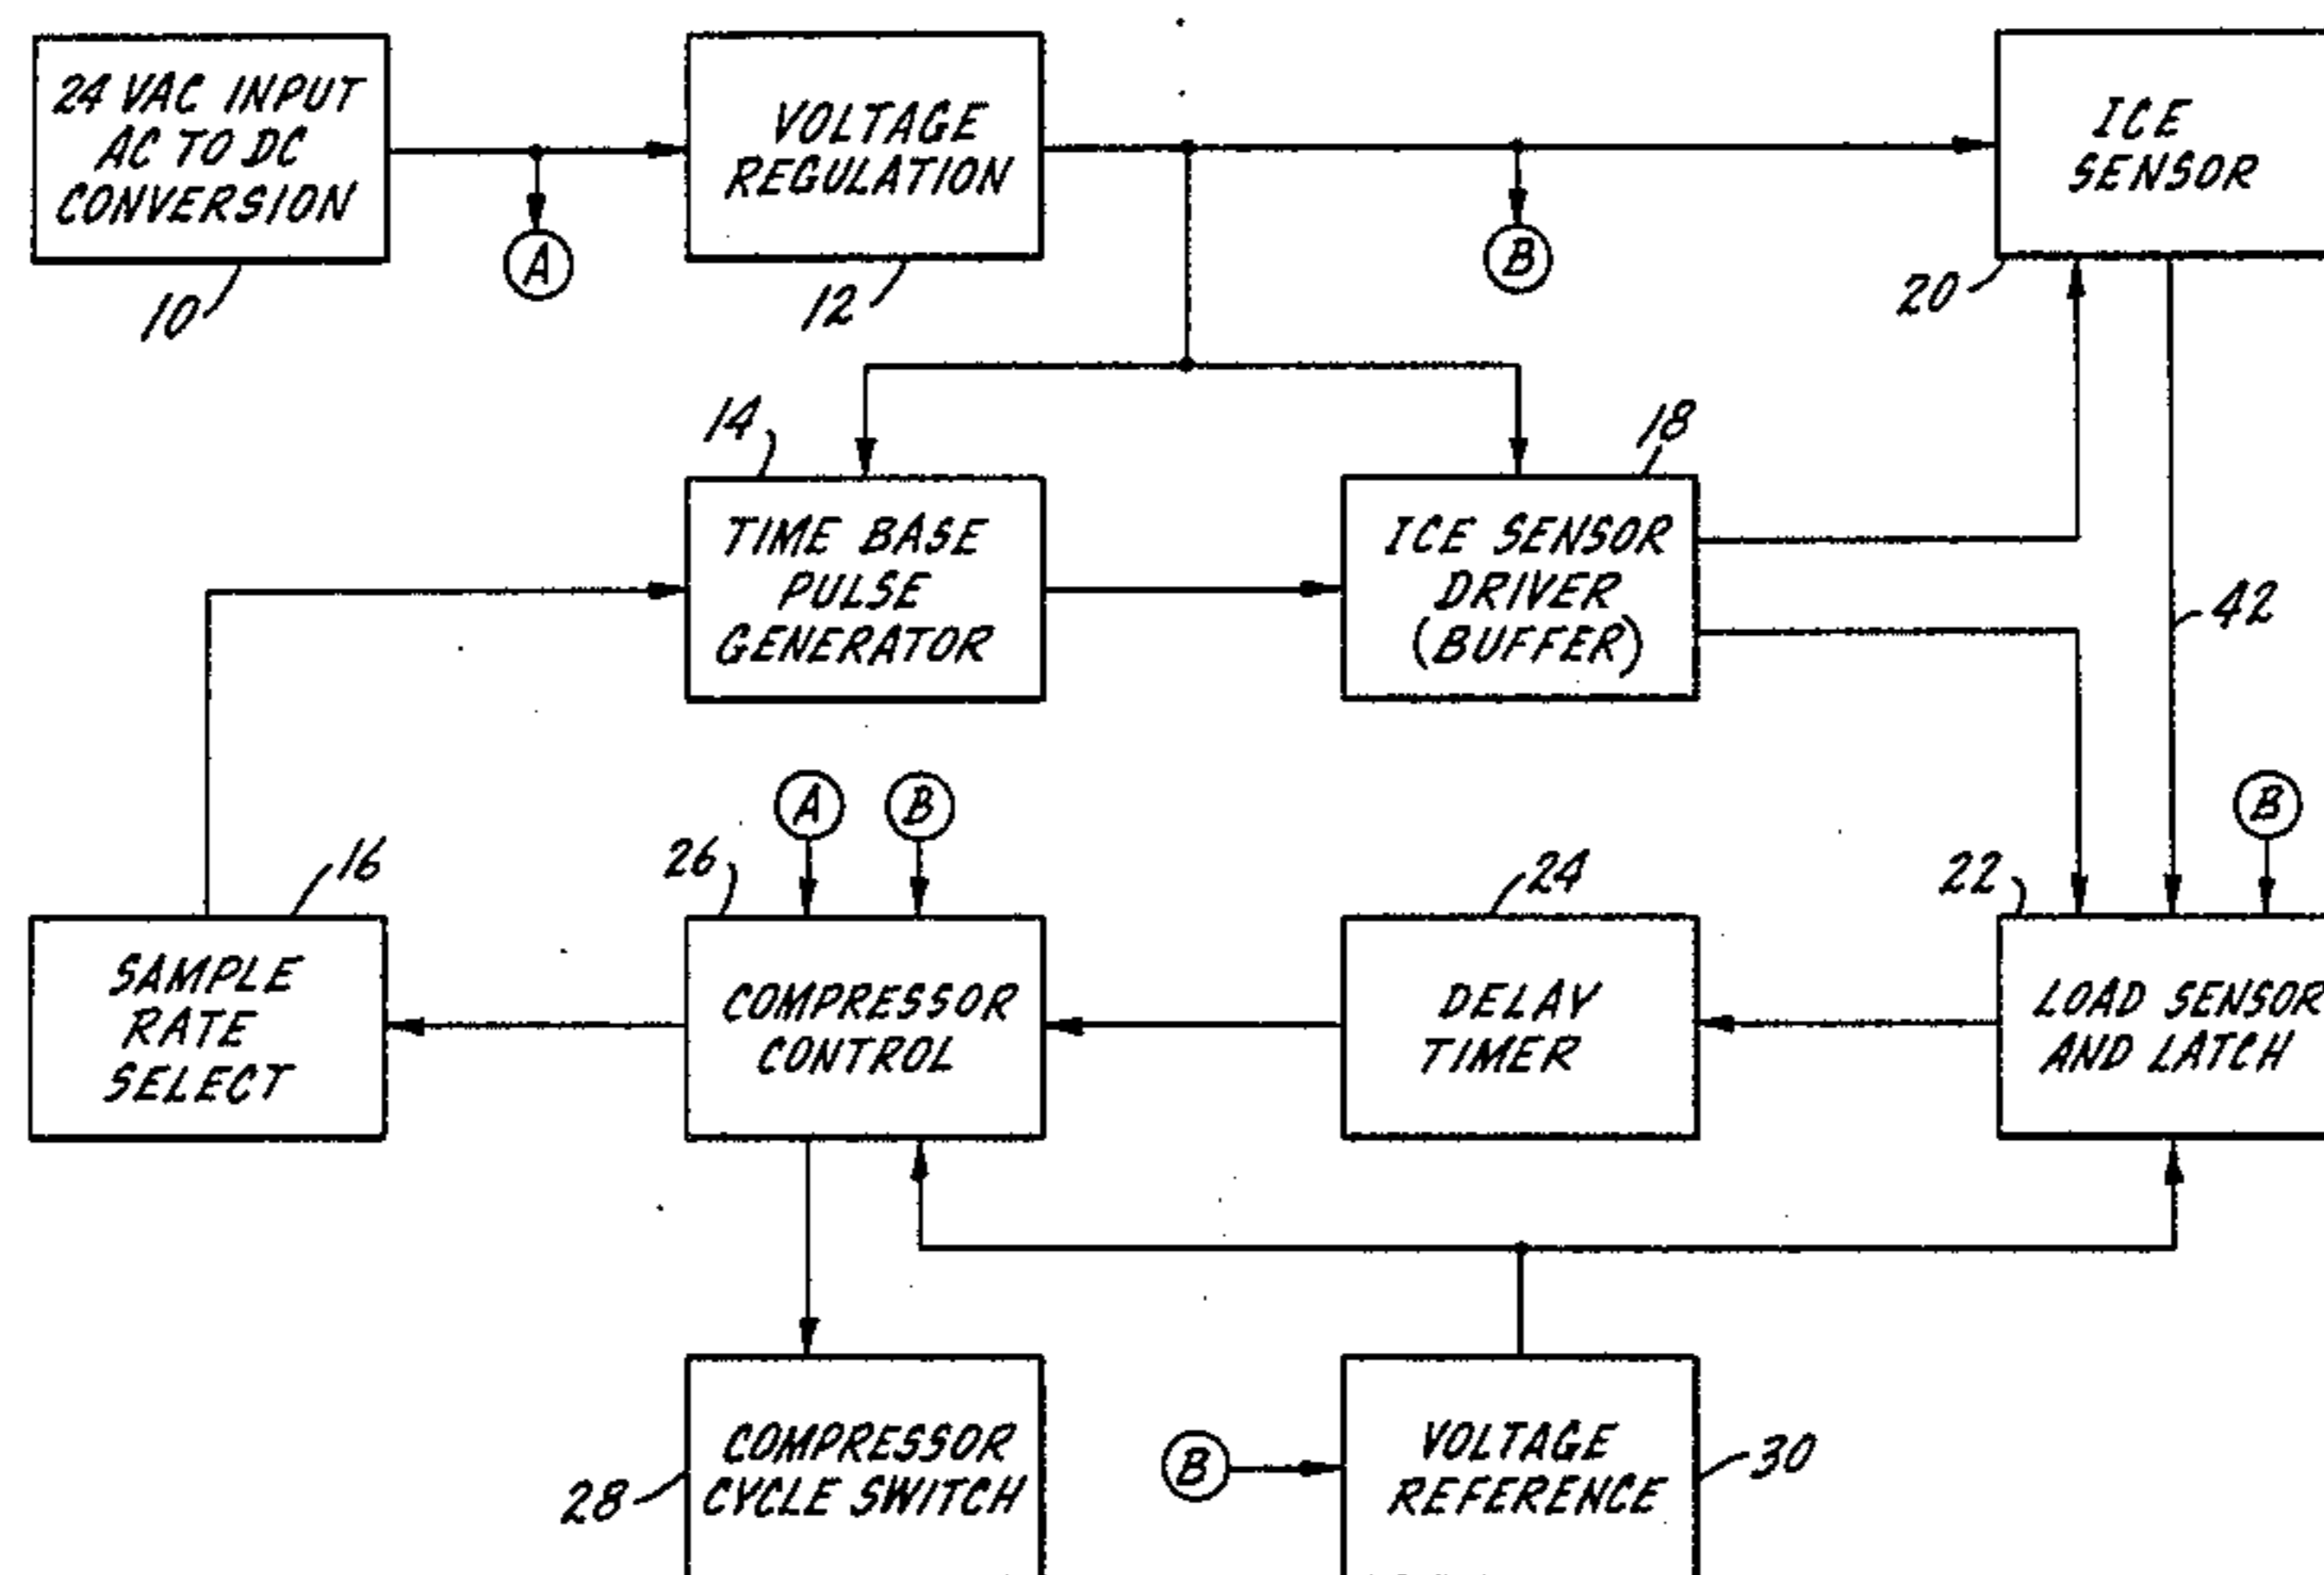 24 VAC INPUT
AC TO DC
CONVERSION
10
A
VOLTAGE
REGULATION
12
B
ICE
SENSOR
20
14
TIME BASE
PULSE
GENERATOR
18
ICE SENSOR
DRIVER
(BUFFER)
42
16
SAMPLE
RATE
SELECT
26
A
B
COMPRESSOR
CONTROL
24
DELAY
TIMER
22
B
LOAD SENSOR
AND LATCH
28
COMPRESSOR
CYCLE SWITCH
B
VOLTAGE
REFERENCE
30